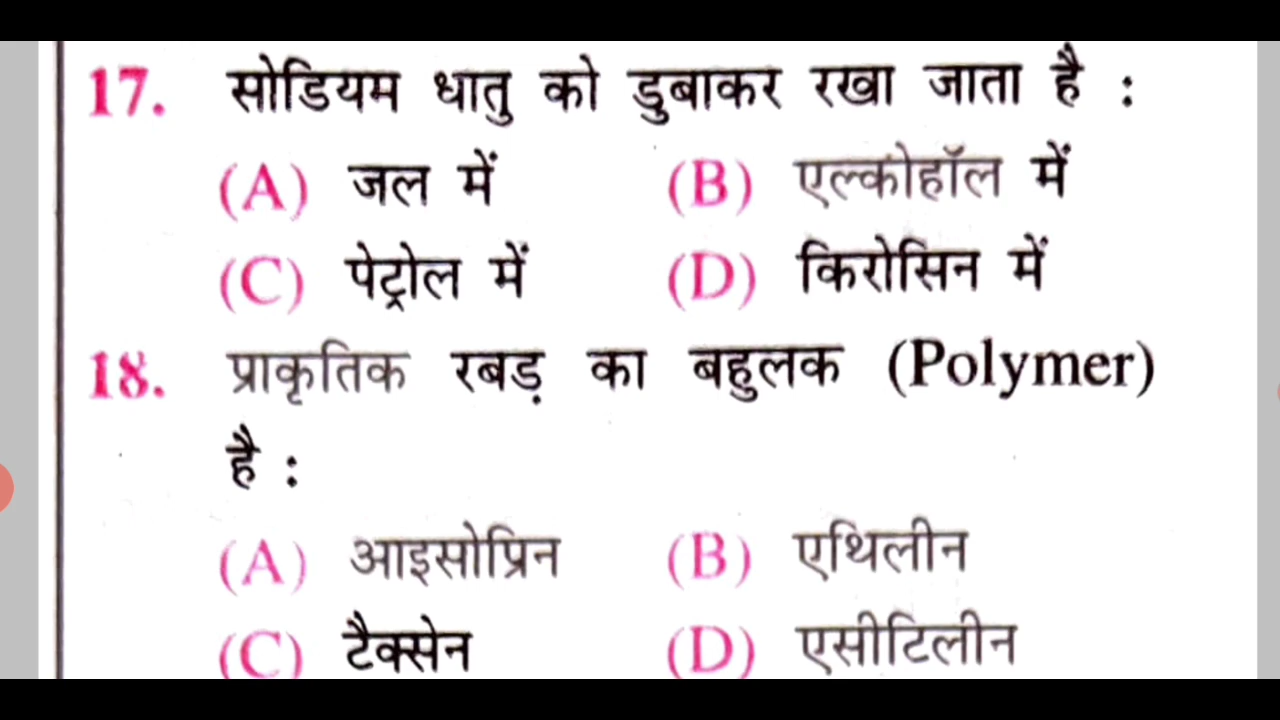 17. सोडियम धातु को डुबाकर रखा जाता है :
(A) जल में (B) एल्कोहॉल में
(C) पेट्रोल में (D) किरोसिन में
18. प्राकृतिक रबड़ का बहुलक (Polymer)
है :
(A) आइसोप्रिन (B) एथिलीन
(C) टैक्सेन (D) एसीटिलीन